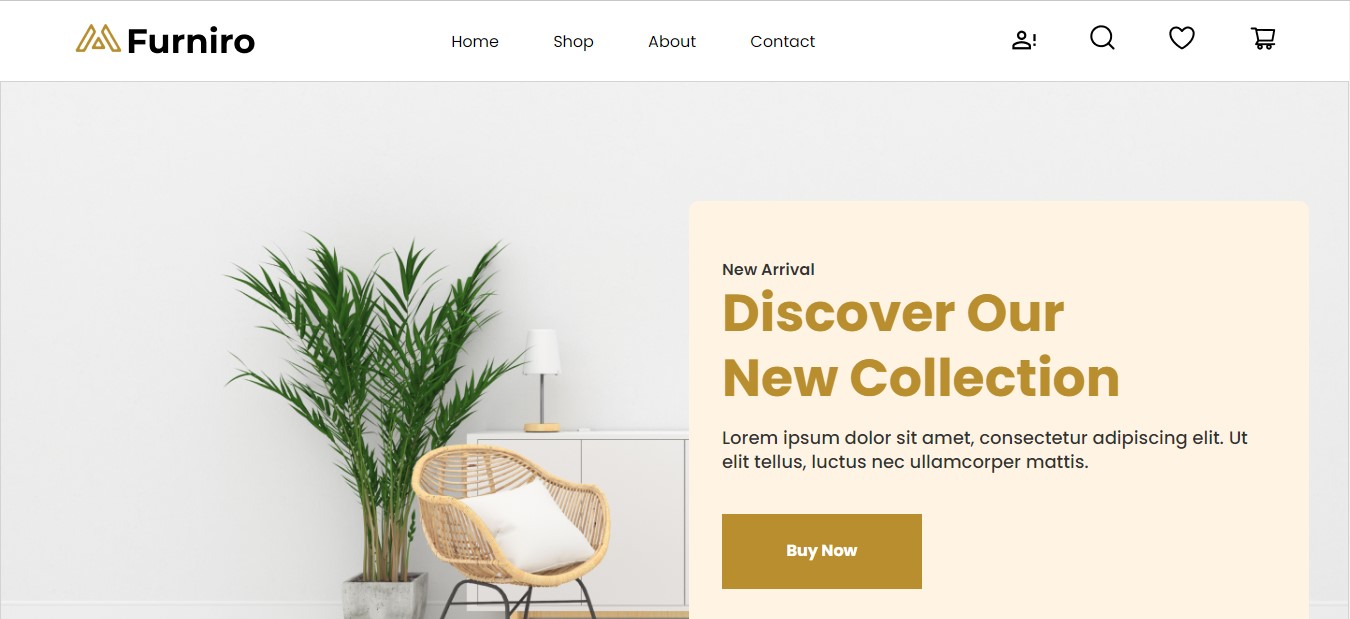 Furniro
Home Shop About Contact
New Arrival
Discover Our
New Collection
Lorem ipsum dolor sit amet, consectetur adipiscing elit. Ut
elit tellus, luctus nec ullamcorper mattis.
Buy Now